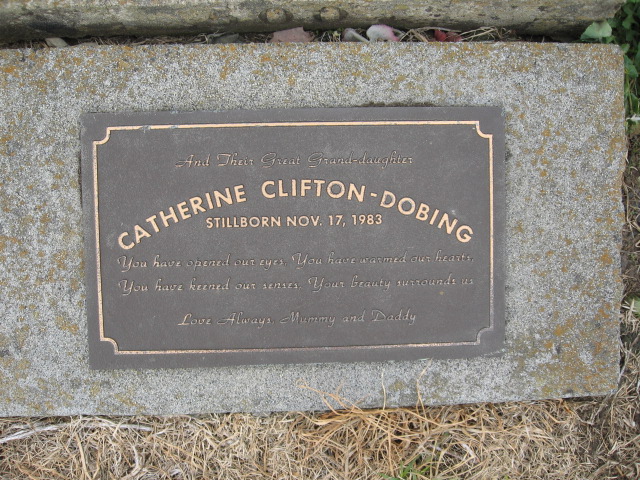 And Their Great Grand-daughter
CATHERINE CLIFTON-DOBING
STILLBORN NOV. 17, 1983
You have opened our eyes, You have warmed our hearts,
You have keened our senses, Your beauty surrounds us
Love Always, Mummy and Daddy